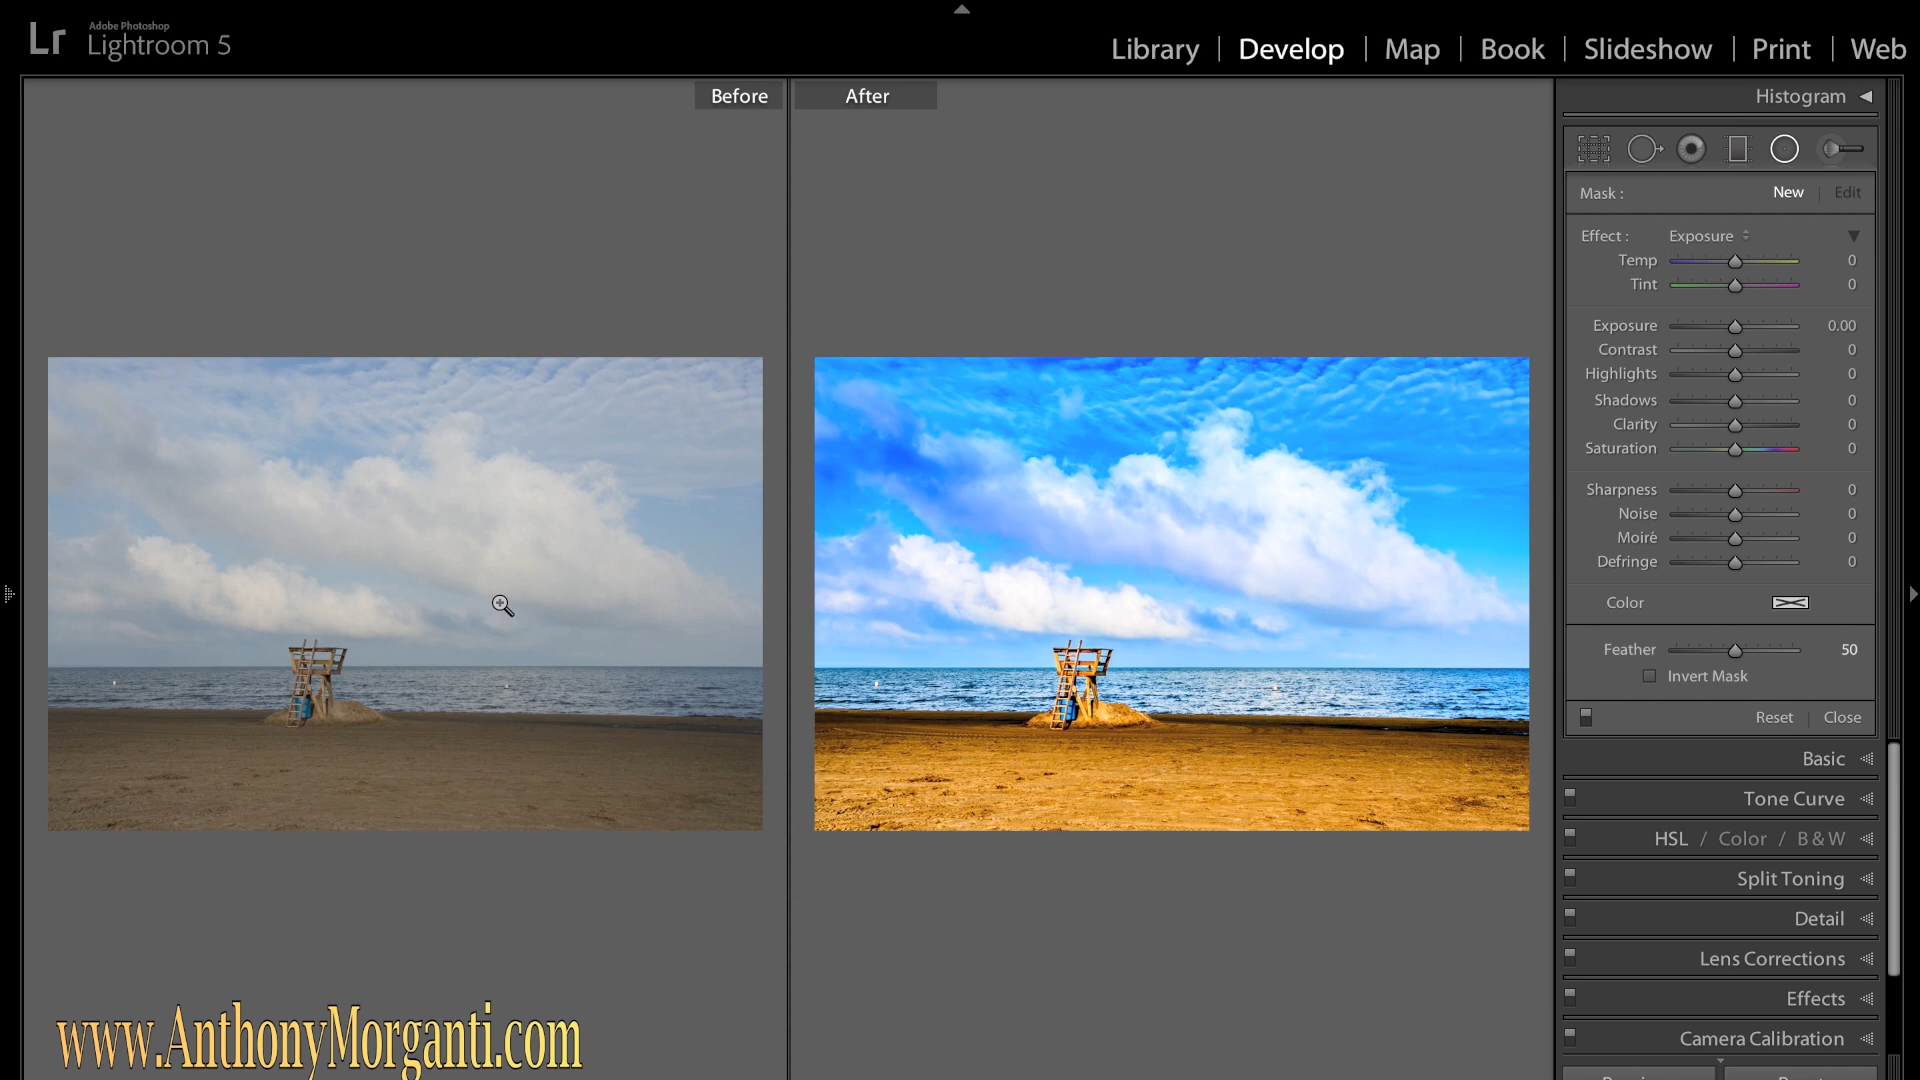 Lr Adobe Photoshop
Lightroom 5
Library | Develop | Map | Book | Slideshow | Print | Web
Before After
Histogram
Mask : New | Edit
Effect : Exposure
Temp 0
Tint 0
Exposure 0.00
Contrast 0
Highlights 0
Shadows 0
Clarity 0
Saturation 0
Sharpness 0
Noise 0
Moiré 0
Defringe 0
Color
Feather 50
Invert Mask
Reset | Close
Basic
Tone Curve
HSL / Color / B & W
Split Toning
Detail
Lens Corrections
Effects
Camera Calibration
www.AnthonyMorganti.com